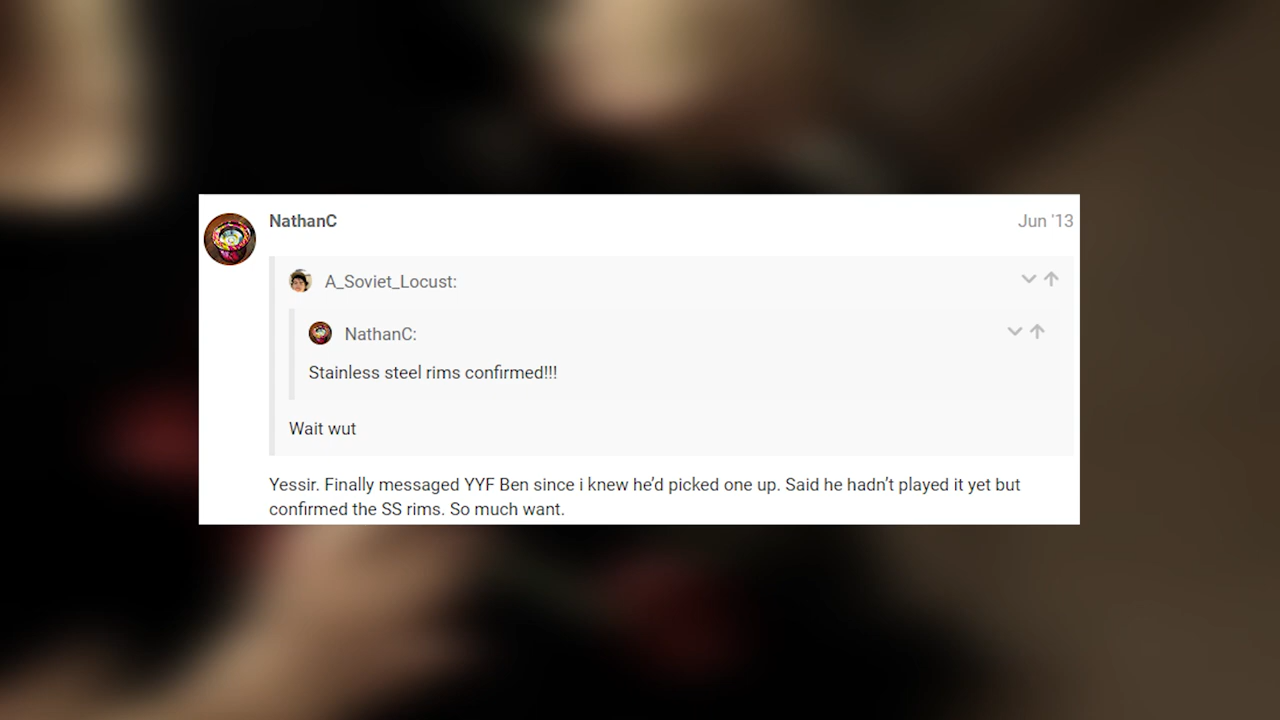 NathanC
Jun '13
A_Soviet_Locust:
NathanC:
Stainless steel rims confirmed!!!
Wait wut
Yessir. Finally messaged YYF Ben since i knew he’d picked one up. Said he hadn’t played it yet but
confirmed the SS rims. So much want.